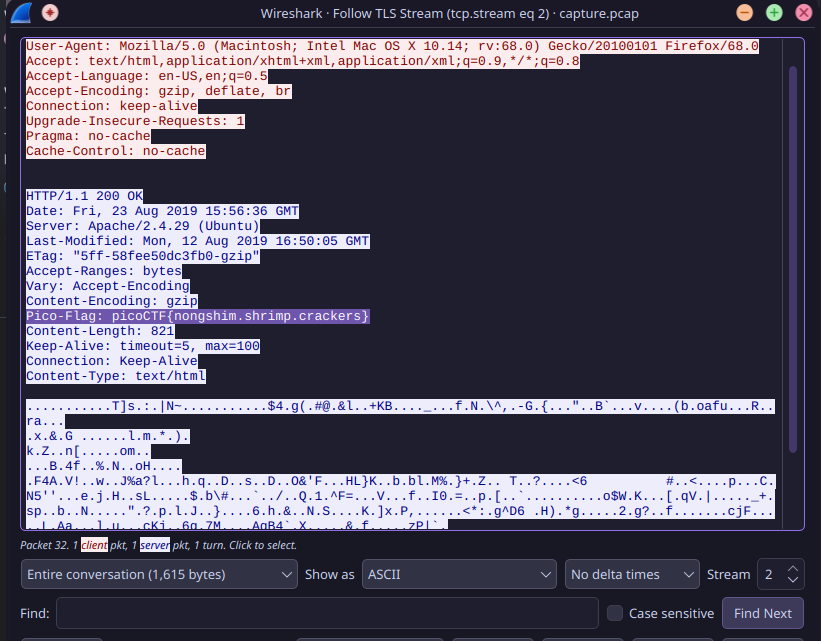 Wireshark · Follow TLS Stream (tcp.stream eq 2) · capture.pcap
User-Agent: Mozilla/5.0 (Macintosh; Intel Mac OS X 10.14; rv:68.0) Gecko/20100101 Firefox/68.0
Accept: text/html,application/xhtml+xml,application/xml;q=0.9,*/*;q=0.8
Accept-Language: en-US,en;q=0.5
Accept-Encoding: gzip, deflate, br
Connection: keep-alive
Upgrade-Insecure-Requests: 1
Pragma: no-cache
Cache-Control: no-cache
HTTP/1.1 200 OK
Date: Fri, 23 Aug 2019 15:56:36 GMT
Server: Apache/2.4.29 (Ubuntu)
Last-Modified: Mon, 12 Aug 2019 16:50:05 GMT
ETag: "5ff-58fee50dc3fb0-gzip"
Accept-Ranges: bytes
Vary: Accept-Encoding
Content-Encoding: gzip
Pico-Flag: picoCTF{nongshim.shrimp.crackers}
Content-Length: 821
Keep-Alive: timeout=5, max=100
Connection: Keep-Alive
Content-Type: text/html
...........T]s.:.|N~...........$4.g(.#@.&l..+KB...._...f.N.\^,.-G.{..."..B`...v....(b.oafu...R..
ra...
.x.&.G ......l.m.*.).
k.Z..n[.....om..
...B.4f..%.N..oH....
.F4A.V!..w..J%a?l...h.q..D..s..D..O&'F...HL}K..b.bl.M%.}+.Z.. T..?....<6 #..<....p...C.
N5''...e.j.H..sL.....$.b\#...`../..Q.1.^F=...V...f..I0.=..p.[..`..........o$W.K...[.qV.|....._+.
sp..b..N.....".?.p.l.J..}....6.h.&..N.S....K.]x.P,......<*:.g^D6 .H).*g.....2.g?..f......cjF...
Packet 32. 1 client pkt, 1 server pkt, 1 turn. Click to select.
Entire conversation (1,615 bytes) Show as ASCII No delta times Stream 2
Find: Case sensitive Find Next